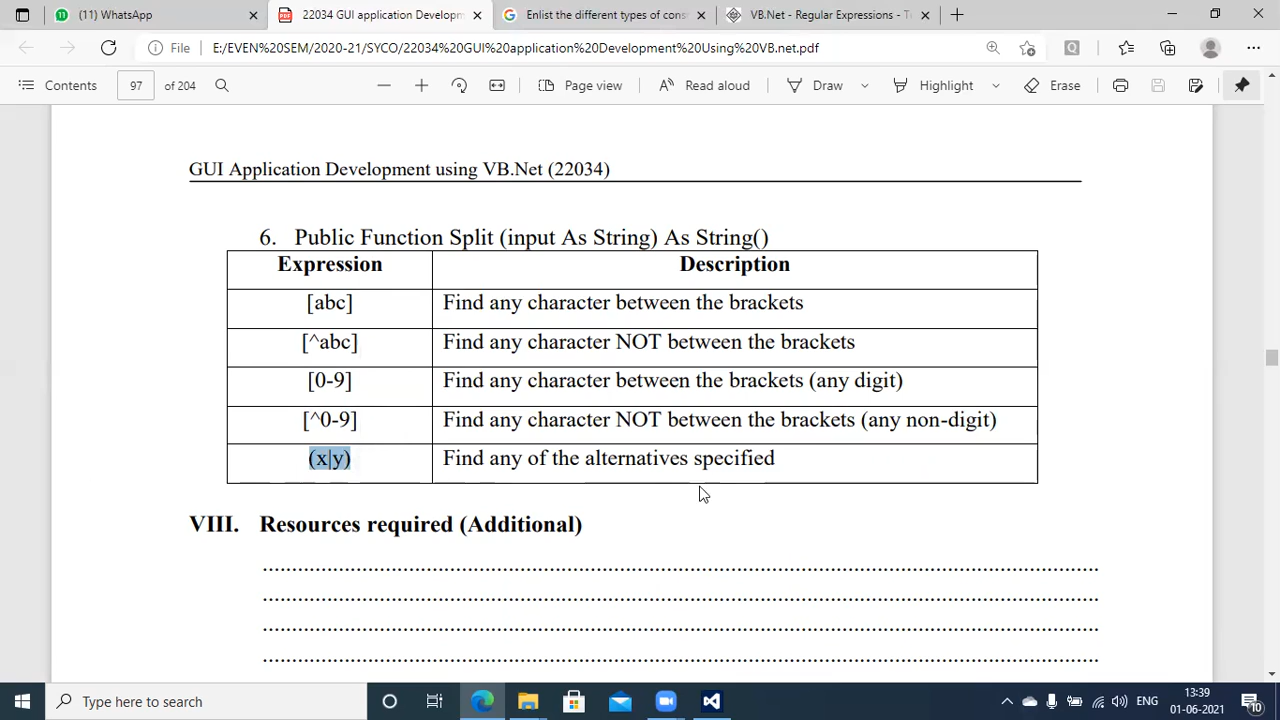 (11) WhatsApp
22034 GUI application Developm
Enlist the different types of cons
VB.Net - Regular Expressions - T
File
E:/EVEN%20SEM/2020-21/SYCO/22034%20GUI%20application%20Development%20Using%20VB.net.pdf
Contents
97
of 204
Page view
Read aloud
Draw
Highlight
Erase
GUI Application Development using VB.Net (22034)
6. Public Function Split (input As String) As String()
Expression Description
[abc] Find any character between the brackets
[^abc] Find any character NOT between the brackets
[0-9] Find any character between the brackets (any digit)
[^0-9] Find any character NOT between the brackets (any non-digit)
(x|y) Find any of the alternatives specified
VIII. Resources required (Additional)
Type here to search
ENG
13:39
01-06-2021
10